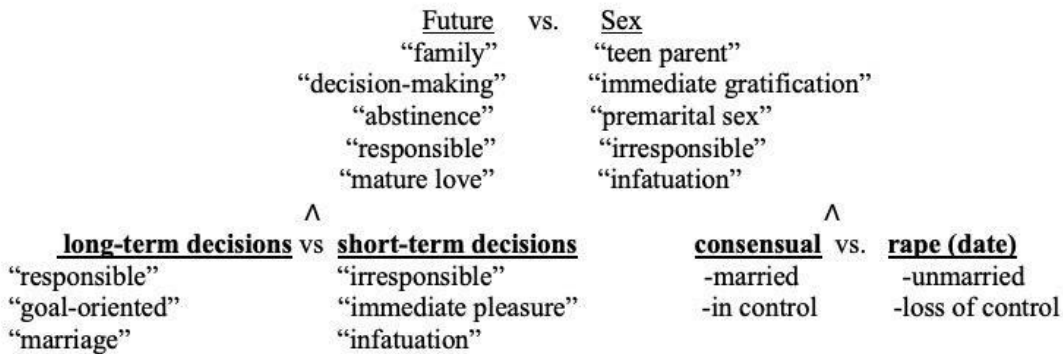 Future vs. Sex
“family” “teen parent”
“decision-making” “immediate gratification”
“abstinence” “premarital sex”
“responsible” “irresponsible”
“mature love” “infatuation”
^ ^
long-term decisions vs short-term decisions consensual vs. rape (date)
“responsible” “irresponsible” -married -unmarried
“goal-oriented” “immediate pleasure” -in control -loss of control
“marriage” “infatuation”